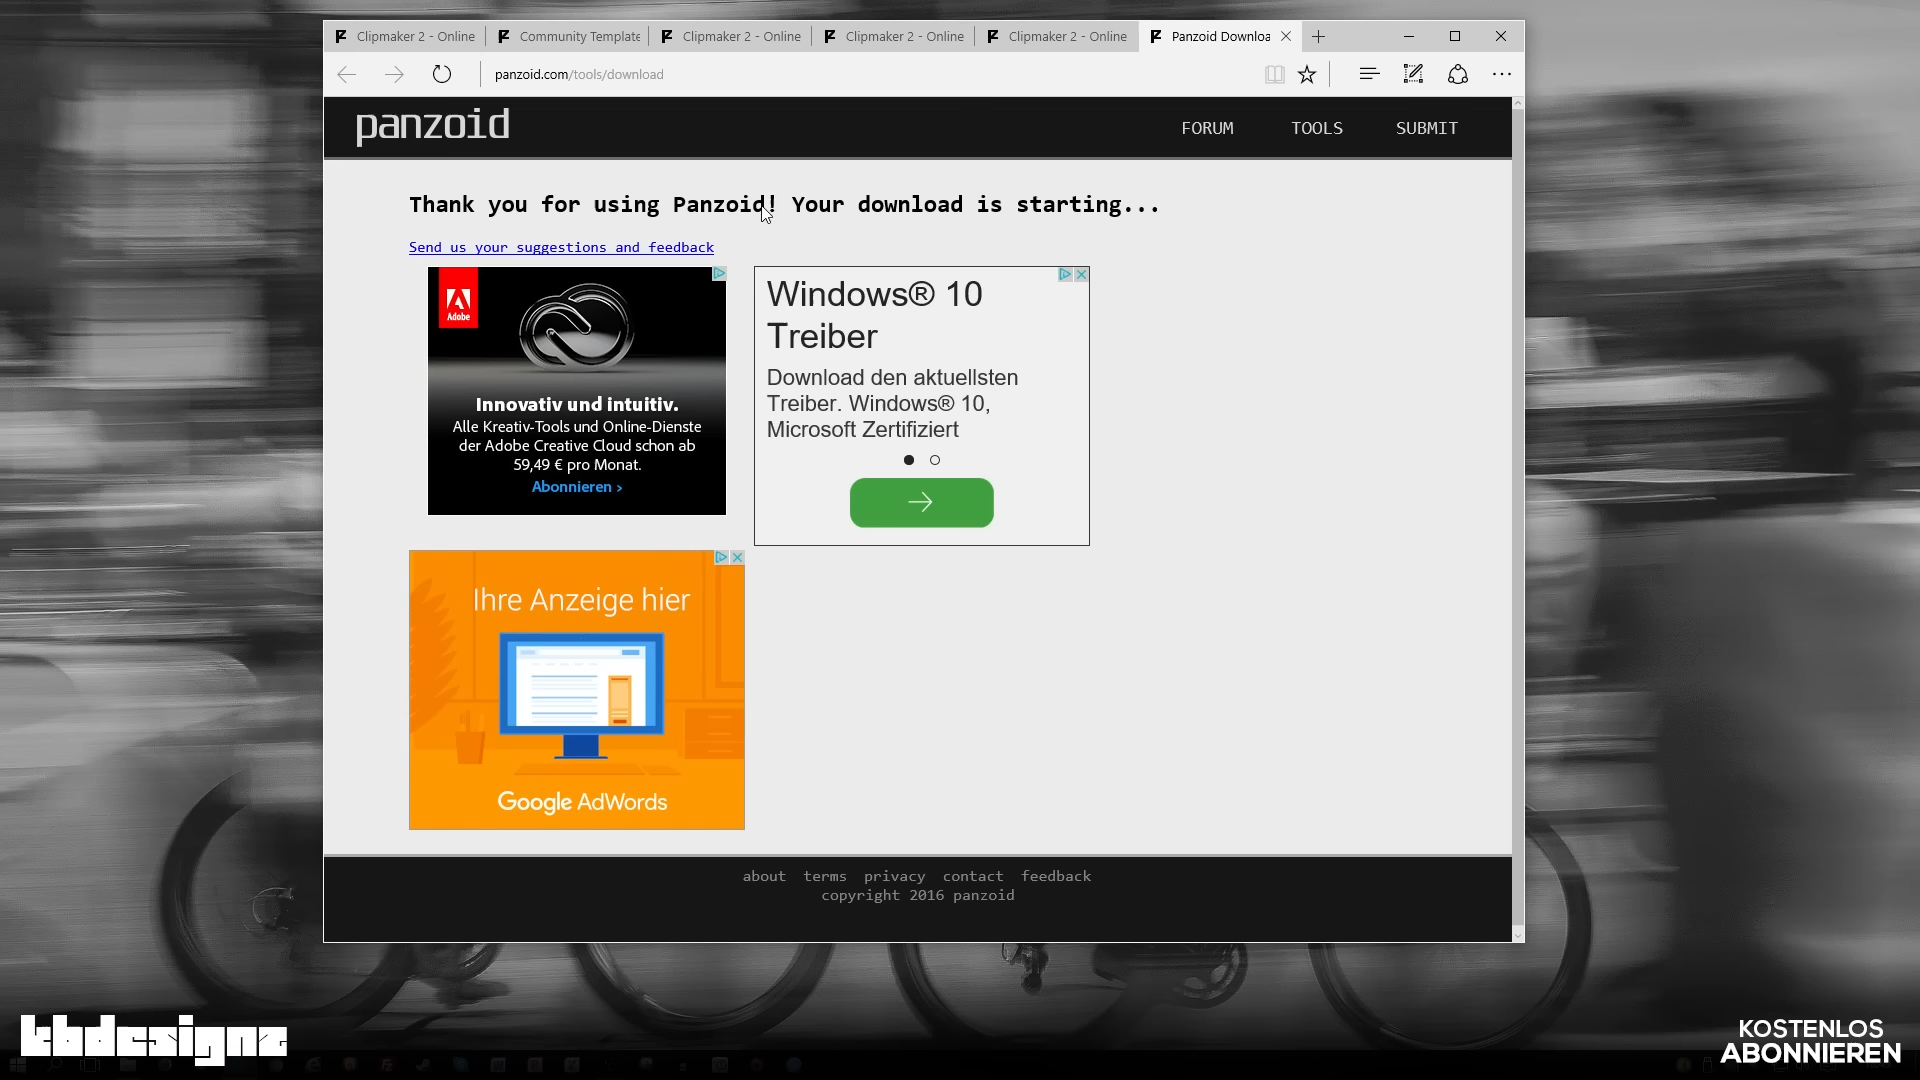 Clipmaker 2 - Online
Community Template
Clipmaker 2 - Online
Clipmaker 2 - Online
Clipmaker 2 - Online
Panzoid Downloa
panzoid.com/tools/download
panzoid
FORUM
TOOLS
SUBMIT
Thank you for using Panzoid! Your download is starting...
Send us your suggestions and feedback
Adobe
Innovativ und intuitiv.
Alle Kreativ-Tools und Online-Dienste
der Adobe Creative Cloud schon ab
59,49 € pro Monat.
Abonnieren ›
Windows® 10
Treiber
Download den aktuellsten
Treiber. Windows® 10,
Microsoft Zertifiziert
Ihre Anzeige hier
Google AdWords
about terms privacy contact feedback
copyright 2016 panzoid
kbdesignz
KOSTENLOS
ABONNIEREN